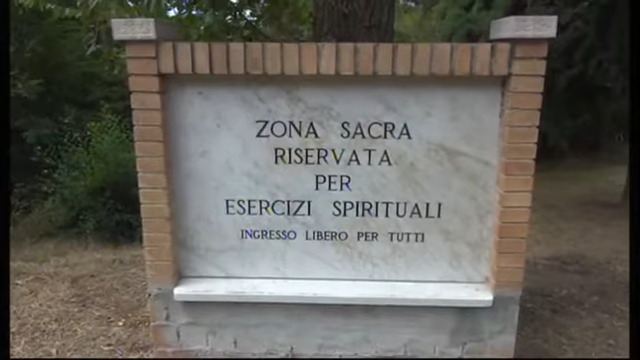 ZONA SACRA
RISERVATA
PER
ESERCIZI SPIRITUALI
INGRESSO LIBERO PER TUTTI